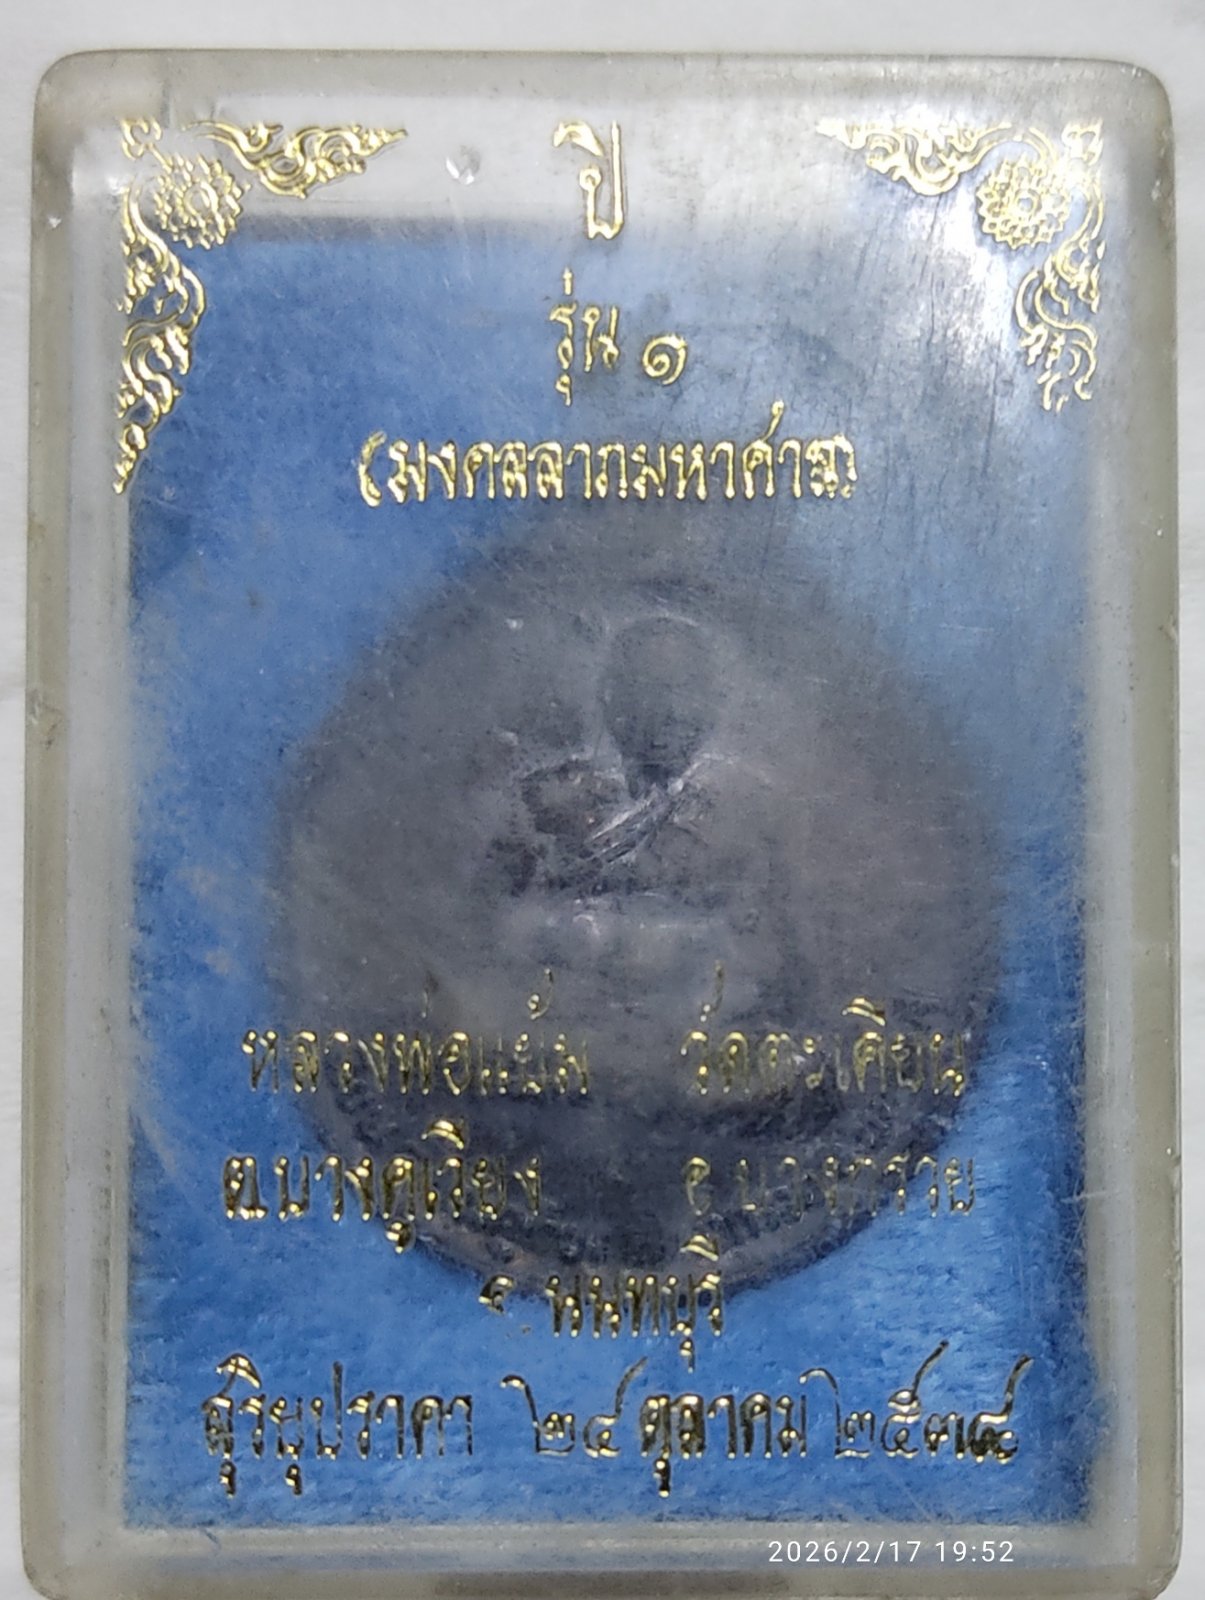 ปี
รุ่น ๑
(มงคลลาภมหาศาล)
หลวงพ่อแย้ม วัดตะเคียน
ต.บางคูเวียง อ.บางกรวย
จ.นนทบุรี
สุริยุปราคา ๒๔ ตุลาคม ๒๕๓๘
2026/2/17 19:52